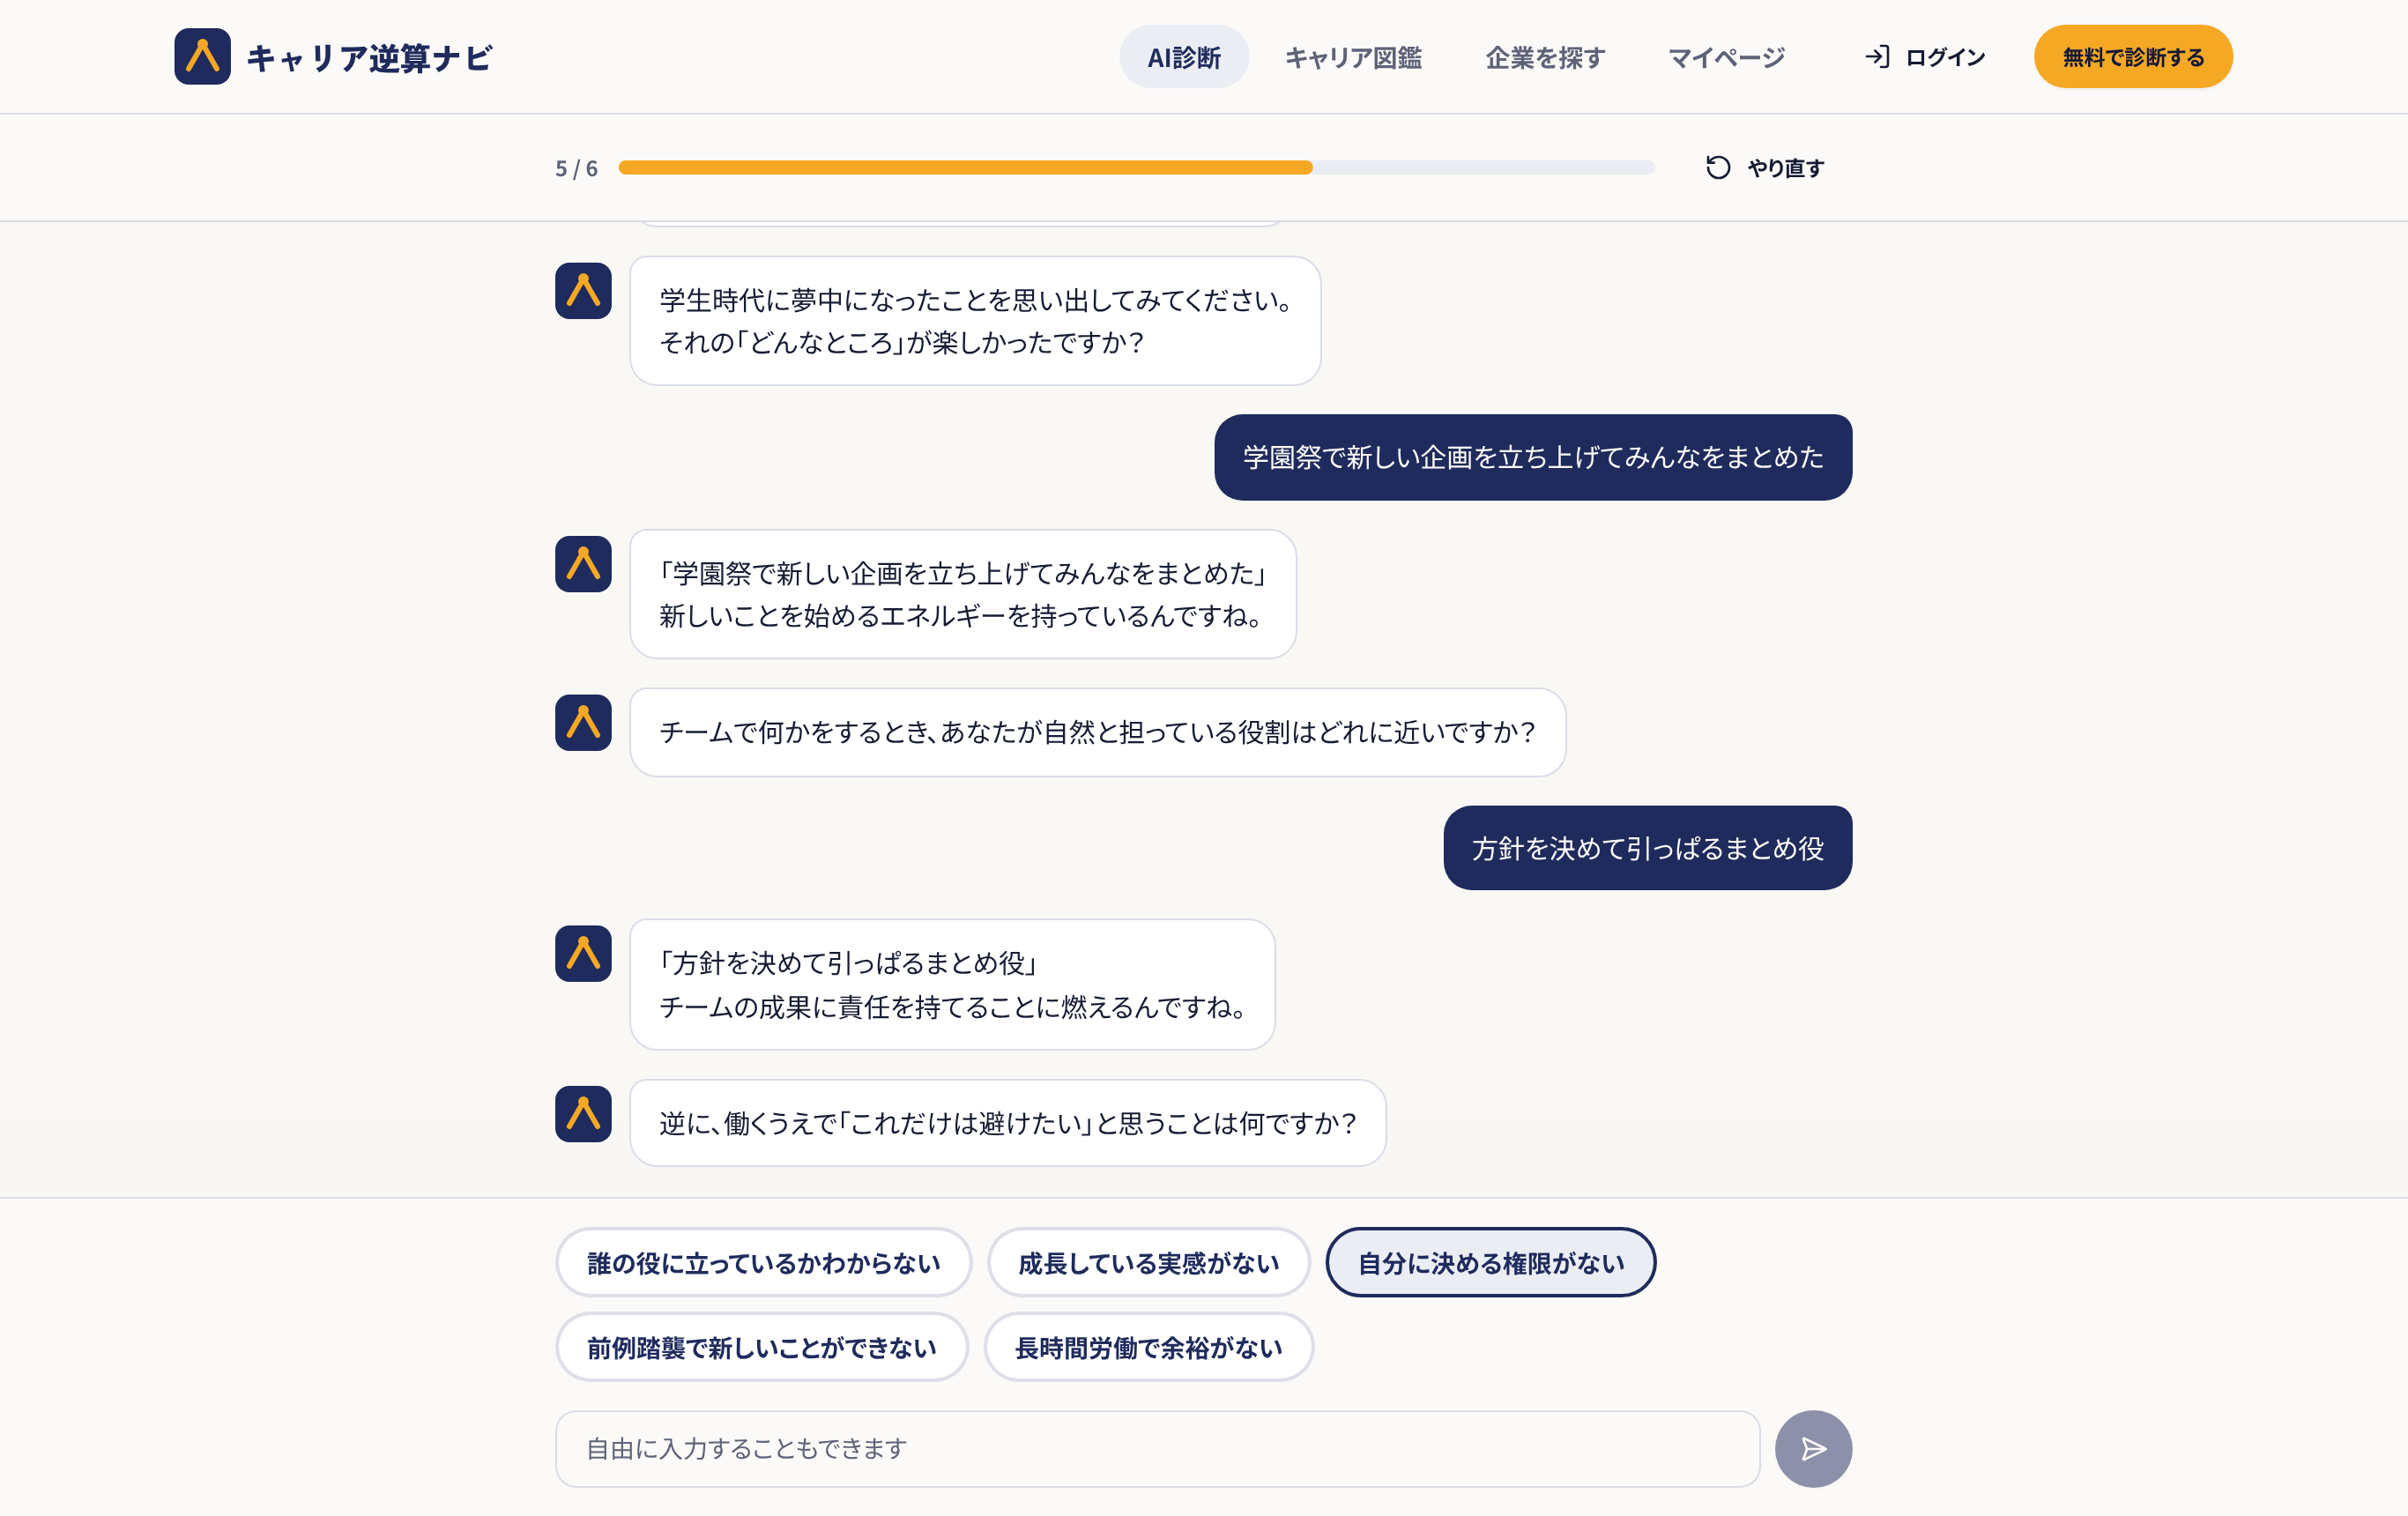 キャリア逆算ナビ
AI診断
キャリア図鑑
企業を探す
マイページ
ログイン
無料で診断する
5 / 6
やり直す
学生時代に夢中になったことを思い出してみてください。
それの「どんなところ」が楽しかったですか？
学園祭で新しい企画を立ち上げてみんなをまとめた
「学園祭で新しい企画を立ち上げてみんなをまとめた」
新しいことを始めるエネルギーを持っているんですね。
チームで何かをするとき、あなたが自然と担っている役割はどれに近いですか？
方針を決めて引っぱるまとめ役
「方針を決めて引っぱるまとめ役」
チームの成果に責任を持てることに燃えるんですね。
逆に、働くうえで「これだけは避けたい」と思うことは何ですか？
誰の役に立っているかわからない
成長している実感がない
自分に決める権限がない
前例踏襲で新しいことができない
長時間労働で余裕がない
自由に入力することもできます